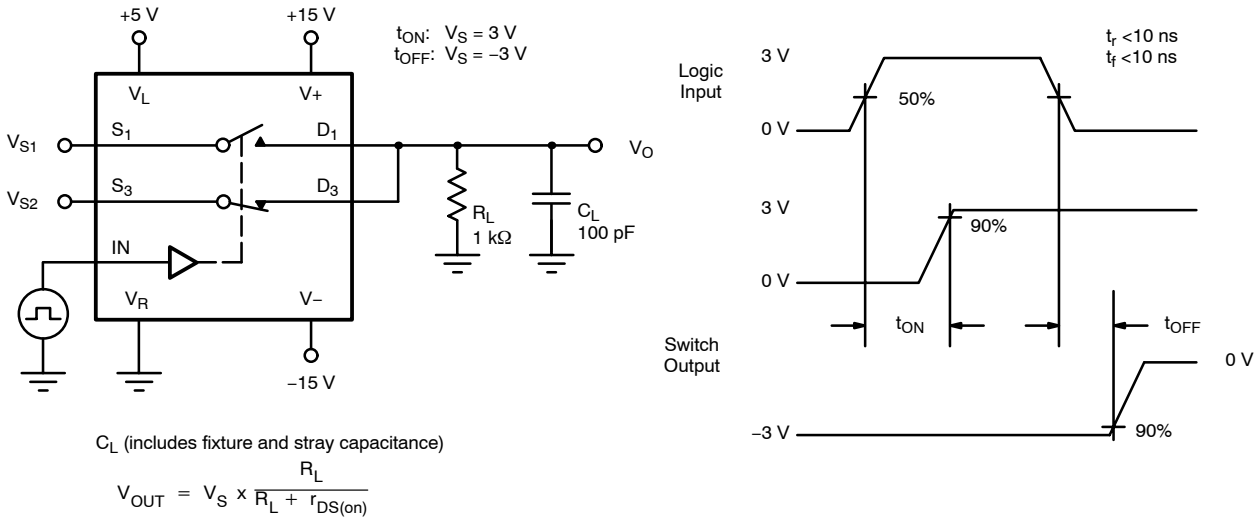 +5 V
+15 V
tON: VS = 3 V
tOFF: VS = −3 V
VL
V+
VS1
S1
D1
VO
VS2
S3
D3
RL
1 kΩ
CL
100 pF
IN
VR
V−
−15 V
CL (includes fixture and stray capacitance)
VOUT = VS x RL / RL + rDS(on)
tr <10 ns
tf <10 ns
Logic
Input
3 V
50%
0 V
3 V
90%
0 V
tON
tOFF
Switch
Output
0 V
−3 V
90%